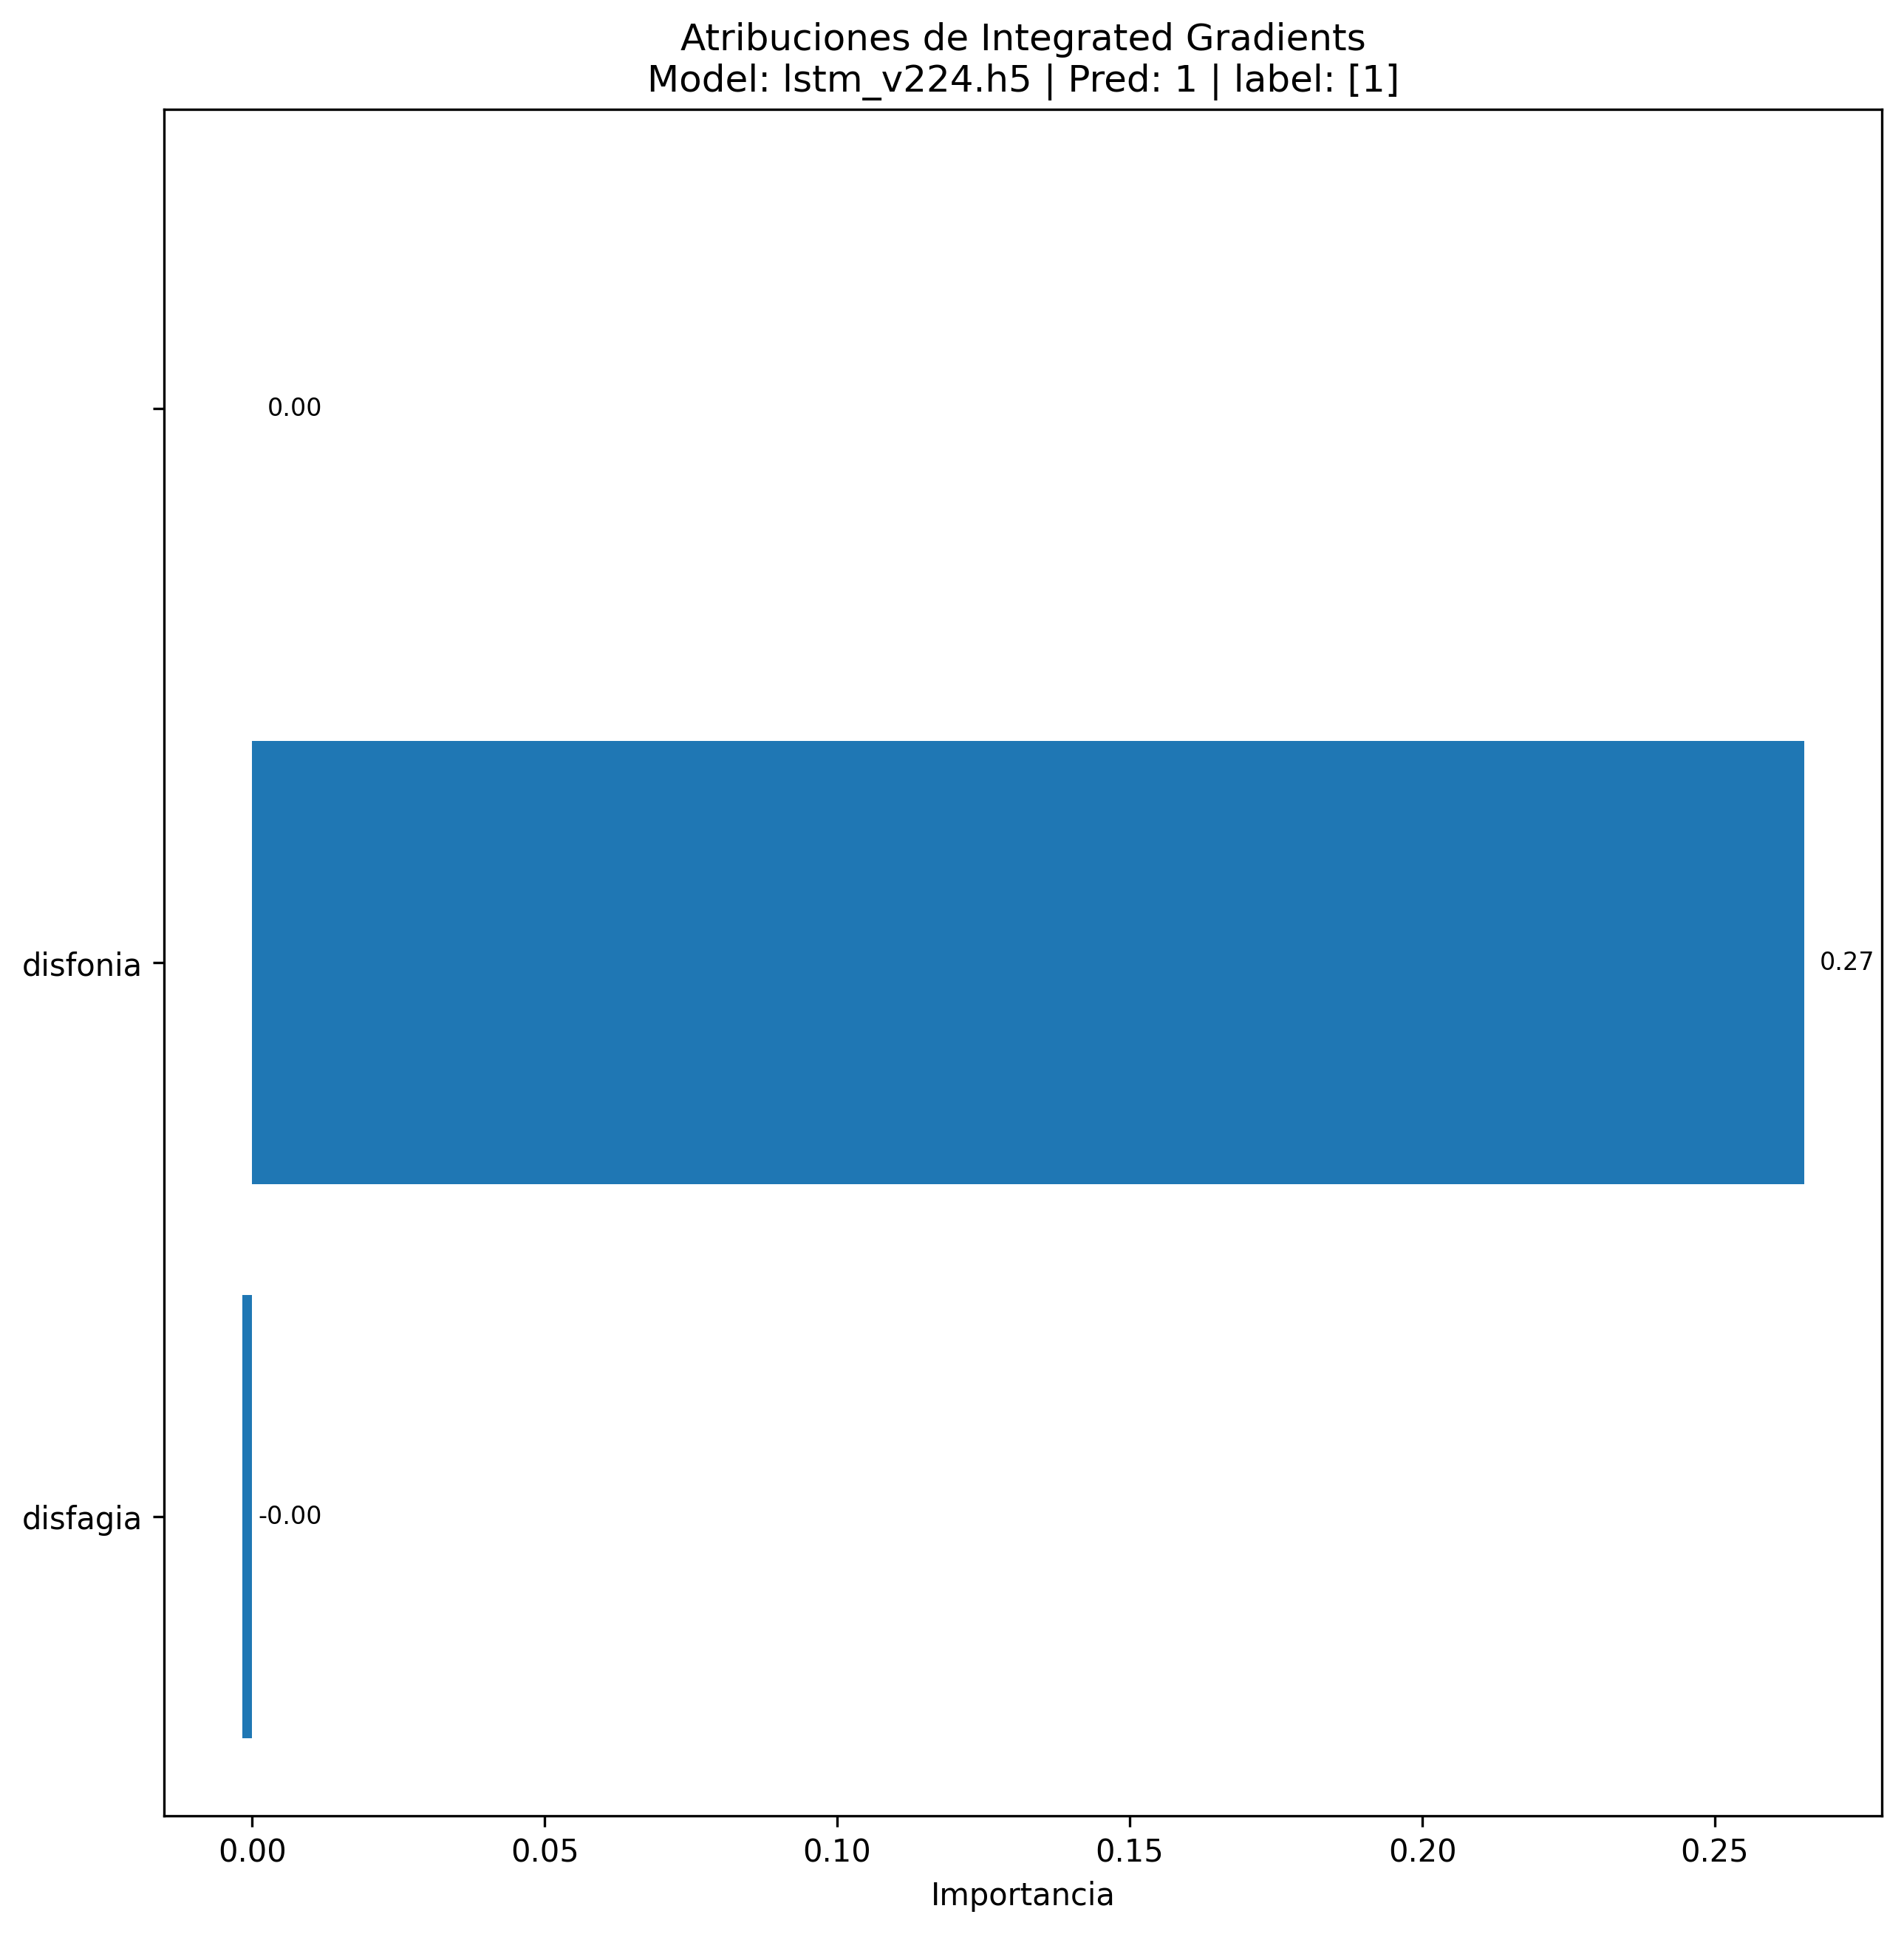 Atribuciones de Integrated Gradients
Model: lstm_v224.h5 | Pred: 1 | label: [1]
0.00
disfonia
0.27
disfagia
-0.00
0.00
0.05
0.10
0.15
0.20
0.25
Importancia